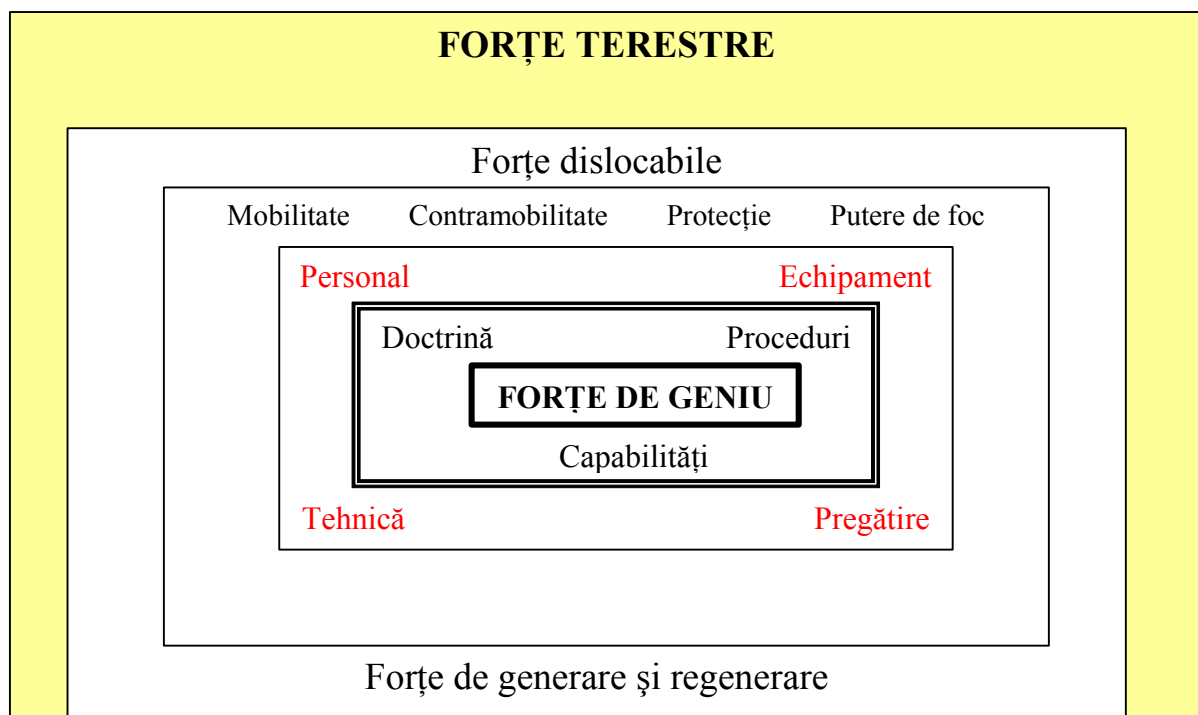 FORȚE TERESTRE
Forțe dislocabile
Mobilitate Contramobilitate Protecție Putere de foc
Personal Echipament
Doctrină Proceduri
FORȚE DE GENIU
Capabilități
Tehnică Pregătire
Forțe de generare şi regenerare